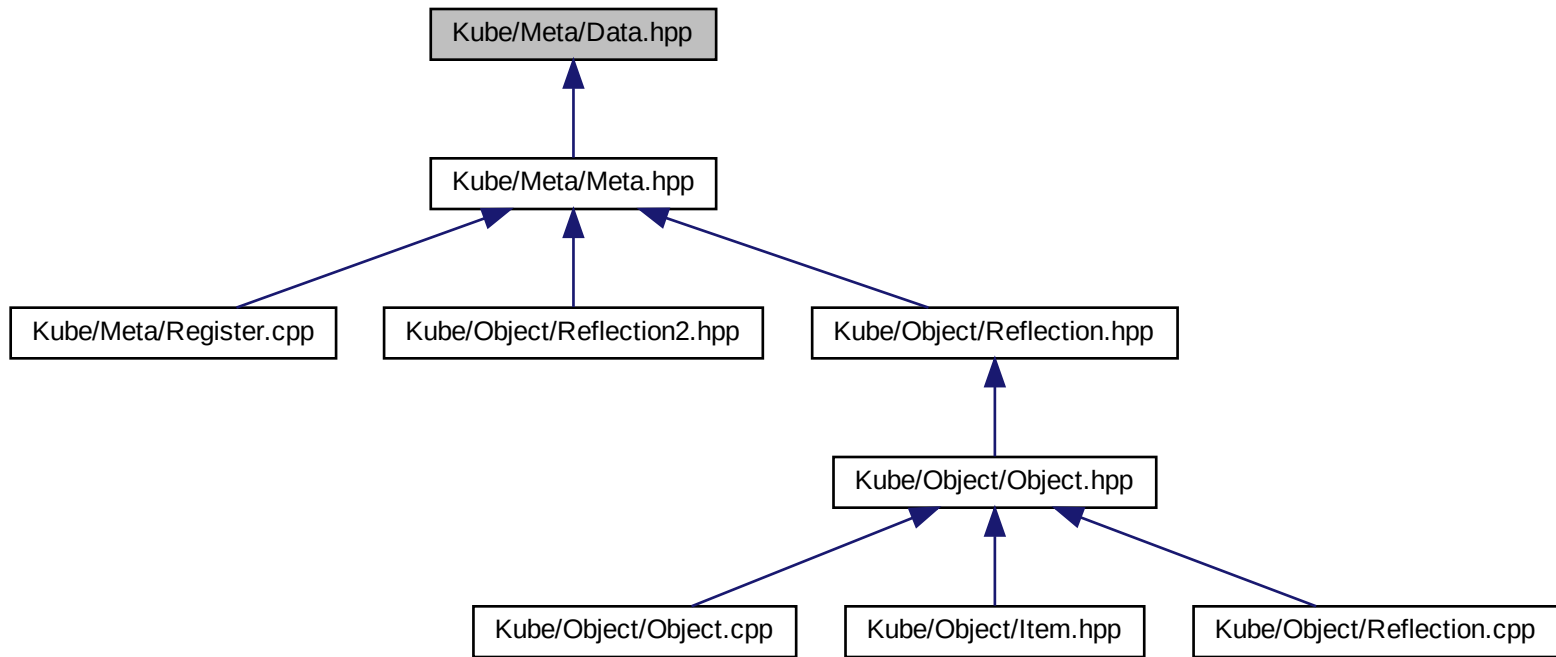 Kube/Meta/Data.hpp
Kube/Meta/Meta.hpp
Kube/Meta/Register.cpp
Kube/Object/Reflection2.hpp
Kube/Object/Reflection.hpp
Kube/Object/Object.hpp
Kube/Object/Object.cpp
Kube/Object/Item.hpp
Kube/Object/Reflection.cpp